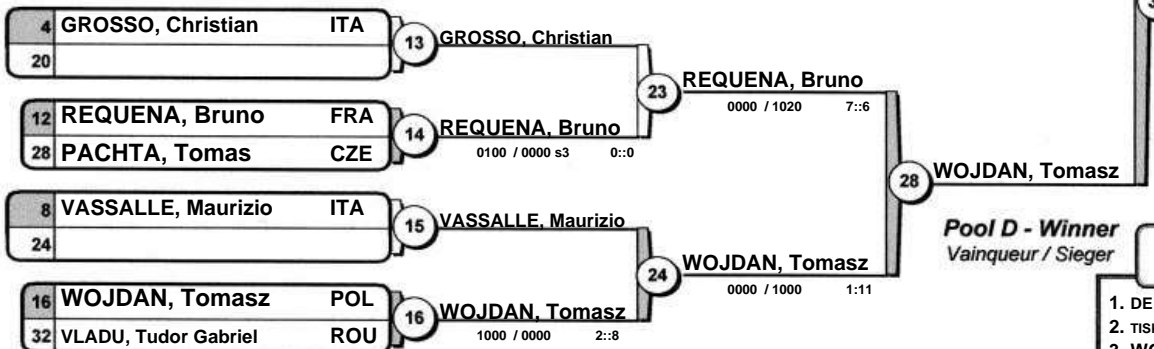 4 GROSSO, Christian ITA
20
13
GROSSO, Christian
12 REQUENA, Bruno FRA
28 PACHTA, Tomas CZE
14
REQUENA, Bruno
0100 / 0000 s3 0::0
23
REQUENA, Bruno
0000 / 1020 7::6
8 VASSALLE, Maurizio ITA
24
15
VASSALLE, Maurizio
16 WOJDAN, Tomasz POL
32 VLADU, Tudor Gabriel ROU
16
WOJDAN, Tomasz
1000 / 0000 2::8
24
WOJDAN, Tomasz
0000 / 1000 1:11
28
WOJDAN, Tomasz
Pool D - Winner
Vainqueur / Sieger
1. DE
2.
3. WO